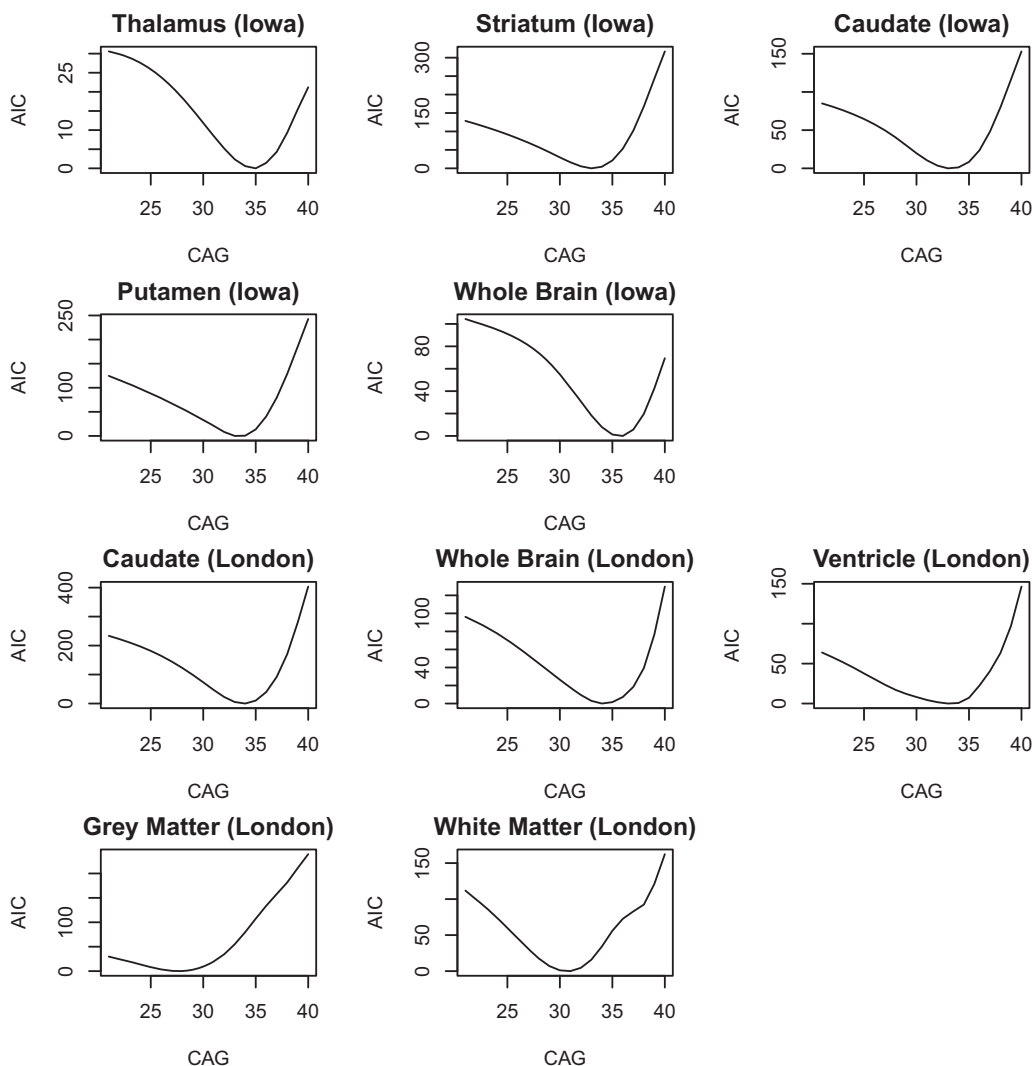 Thalamus (Iowa)
AIC
0 10 25
25 30 35 40
CAG
Striatum (Iowa)
AIC
0 150 300
25 30 35 40
CAG
Caudate (Iowa)
AIC
0 50 150
25 30 35 40
CAG
Putamen (Iowa)
AIC
0 100 250
25 30 35 40
CAG
Whole Brain (Iowa)
AIC
0 40 80
25 30 35 40
CAG
Caudate (London)
AIC
0 200 400
25 30 35 40
CAG
Whole Brain (London)
AIC
0 40 100
25 30 35 40
CAG
Ventricle (London)
AIC
0 50 150
25 30 35 40
CAG
Grey Matter (London)
AIC
0 100
25 30 35 40
CAG
White Matter (London)
AIC
0 50 150
25 30 35 40
CAG